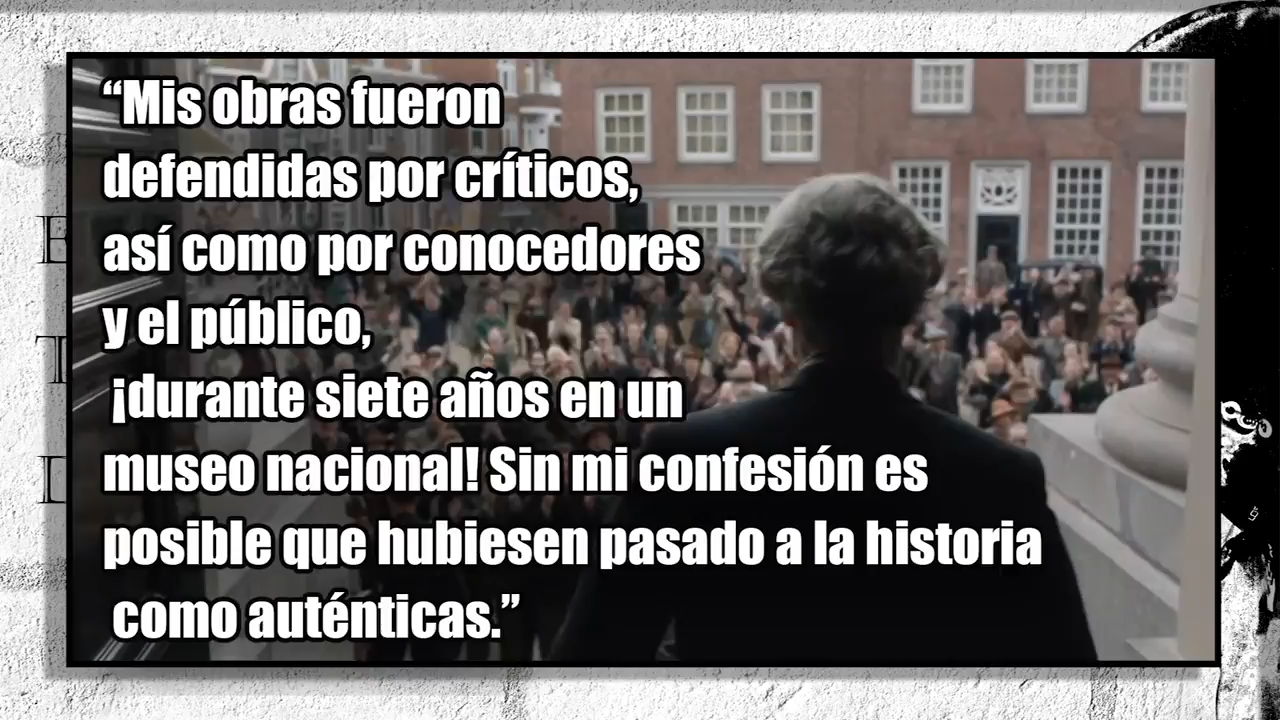 “Mis obras fueron
defendidas por críticos,
así como por conocedores
y el público,
¡durante siete años en un
museo nacional! Sin mi confesión es
posible que hubiesen pasado a la historia
como auténticas.”